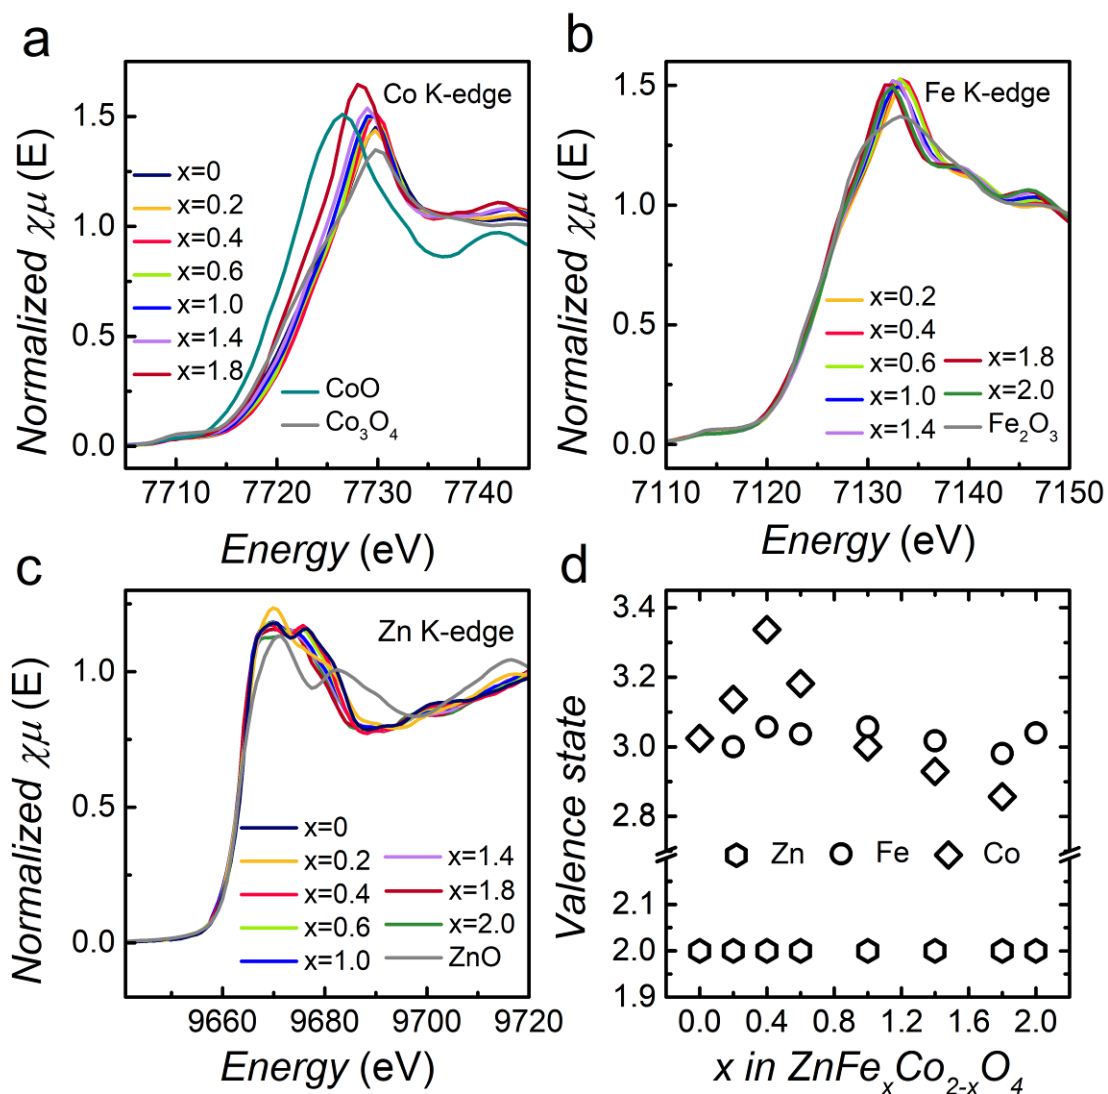 a
Co K-edge
Normalized χμ (E)
1.5
1.0
0.5
0.0
x=0
x=0.2
x=0.4
x=0.6
x=1.0
x=1.4
x=1.8
CoO
Co₃O₄
7710 7720 7730 7740
Energy (eV)
b
Fe K-edge
Normalized χμ (E)
1.5
1.0
0.5
0.0
x=0.2
x=0.4
x=0.6
x=1.0
x=1.4
x=1.8
x=2.0
Fe₂O₃
7110 7120 7130 7140 7150
Energy (eV)
c
Zn K-edge
Normalized χμ (E)
1.0
0.5
0.0
x=0
x=0.2
x=0.4
x=0.6
x=1.0
x=1.4
x=1.8
x=2.0
ZnO
9660 9680 9700 9720
Energy (eV)
d
Valence state
3.4
3.2
3.0
2.8
2.1
2.0
1.9
Zn Fe Co
0.0 0.4 0.8 1.2 1.6 2.0
x in ZnFeₓCo₂₋ₓO₄